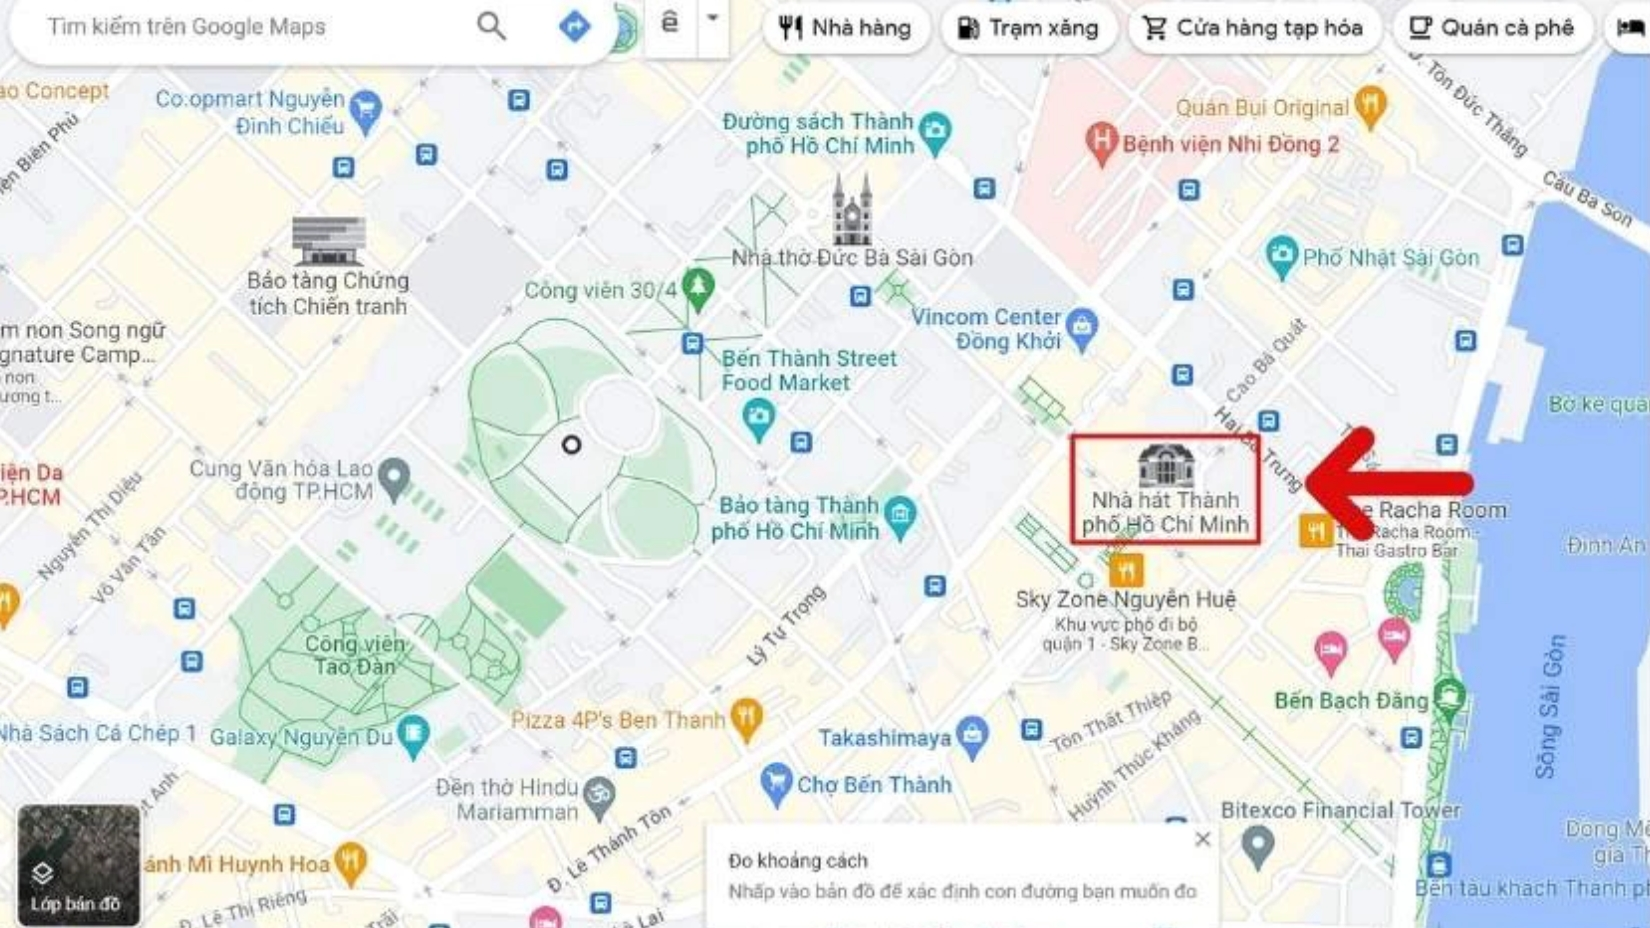 Tìm kiếm trên Google Maps
ê
Nhà hàng
Trạm xăng
Cửa hàng tạp hóa
Quán cà phê
ao Concept
Co.opmart Nguyễn
Đình Chiểu
ện Biên Phủ
Đường sách Thành
phố Hồ Chí Minh
Quán Bụi Original
Bệnh viện Nhi Đồng 2
Đ. Tôn Đức Thắng
Cầu Ba Son
Nhà thờ Đức Bà Sài Gòn
Phố Nhật Sài Gòn
Bảo tàng Chứng
tích Chiến tranh
Công viên 30/4
Vincom Center
Đồng Khởi
m non Song ngữ
gnature Camp...
non
ương t...
Bến Thành Street
Food Market
Cao Bá Quát
Hai Bà Trưng
Bờ kè quá
iện Da
P.HCM
Cung Văn hóa Lao
động TP.HCM
Nguyễn Thị Diệu
Võ Văn Tần
Bảo tàng Thành
phố Hồ Chí Minh
Nhà hát Thành
phố Hồ Chí Minh
e Racha Room
The Racha Room -
Thai Gastro Bar
Sky Zone Nguyễn Huệ
Khu vực phố đi bộ
quận 1 - Sky Zone B...
Lý Tự Trọng
Công viên
Tao Đàn
Sông Sài Gòn
Bến Bạch Đằng
Nhà Sách Cá Chép 1
Galaxy Nguyễn Du
Pizza 4P's Ben Thanh
Takashimaya
Tôn Thất Thiệp
Huỳnh Thúc Kháng
Đền thờ Hindu
Mariamman
Chợ Bến Thành
Bitexco Financial Tower
Đ. Lê Thánh Tôn
ánh Mì Huynh Hoa
Lớp bản đồ
Đ. Lê Thị Riêng
Trãi
Lai
Đo khoảng cách
Nhấp vào bản đồ để xác định con đường bạn muốn đo
Bến tàu khách Thành p